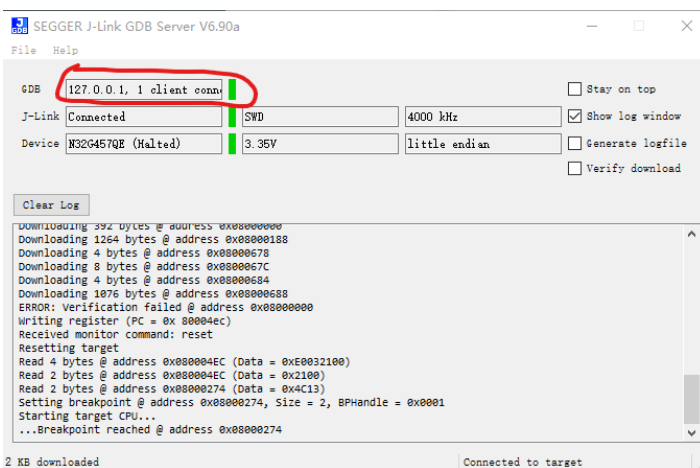 SEGGER J-Link GDB Server V6.90a
File Help
GDB 127.0.0.1, 1 client conn Stay on top
J-Link Connected SWD 4000 kHz Show log window
Device N32G457QE (Halted) 3.35V little endian Generate logfile
Verify download
Clear Log
Downloading 392 bytes @ address 0x08000000
Downloading 1264 bytes @ address 0x08000188
Downloading 4 bytes @ address 0x08000678
Downloading 8 bytes @ address 0x0800067C
Downloading 4 bytes @ address 0x08000684
Downloading 1076 bytes @ address 0x08000688
ERROR: Verification failed @ address 0x08000000
Writing register (PC = 0x 80004ec)
Received monitor command: reset
Resetting target
Read 4 bytes @ address 0x080004EC (Data = 0xE0032100)
Read 2 bytes @ address 0x080004EC (Data = 0x2100)
Read 2 bytes @ address 0x08000274 (Data = 0x4C13)
Setting breakpoint @ address 0x08000274, Size = 2, BPHandle = 0x0001
Starting target CPU...
...Breakpoint reached @ address 0x08000274
2 KB downloaded Connected to target